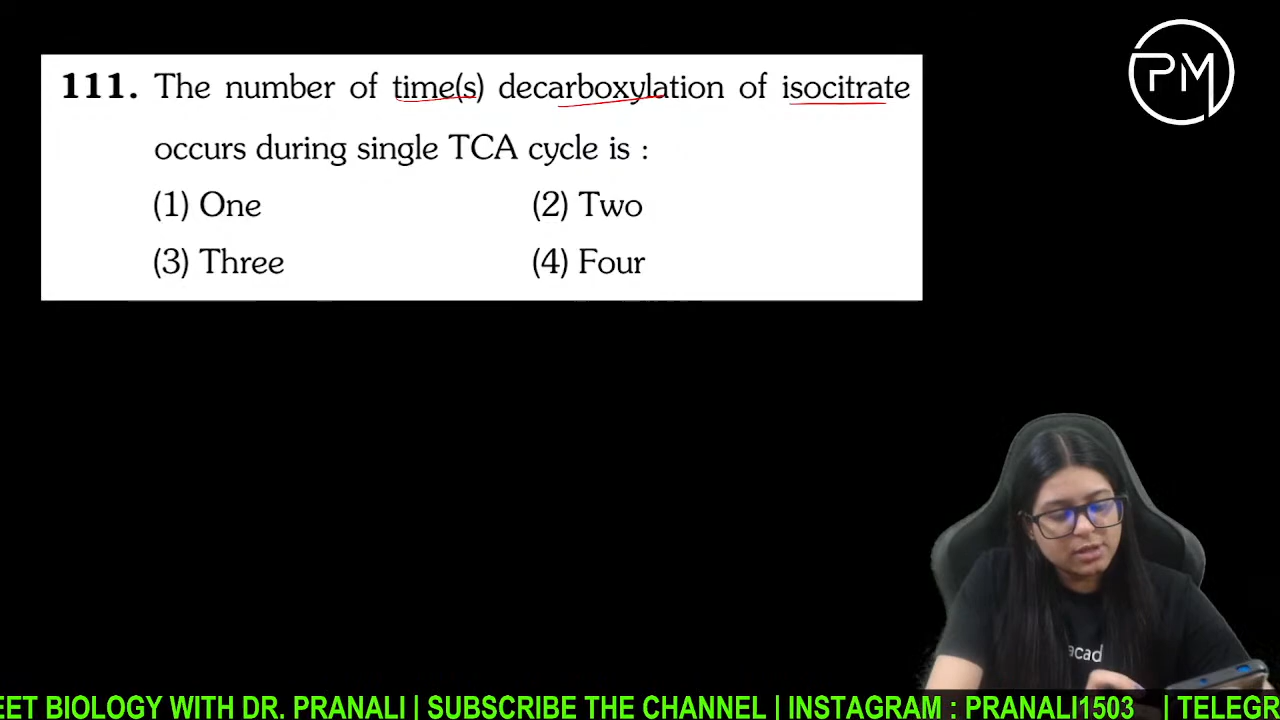 PM
111. The number of time(s) decarboxylation of isocitrate
occurs during single TCA cycle is :
(1) One (2) Two
(3) Three (4) Four
acad
EET BIOLOGY WITH DR. PRANALI | SUBSCRIBE THE CHANNEL | INSTAGRAM : PRANALI1503 | TELEGR